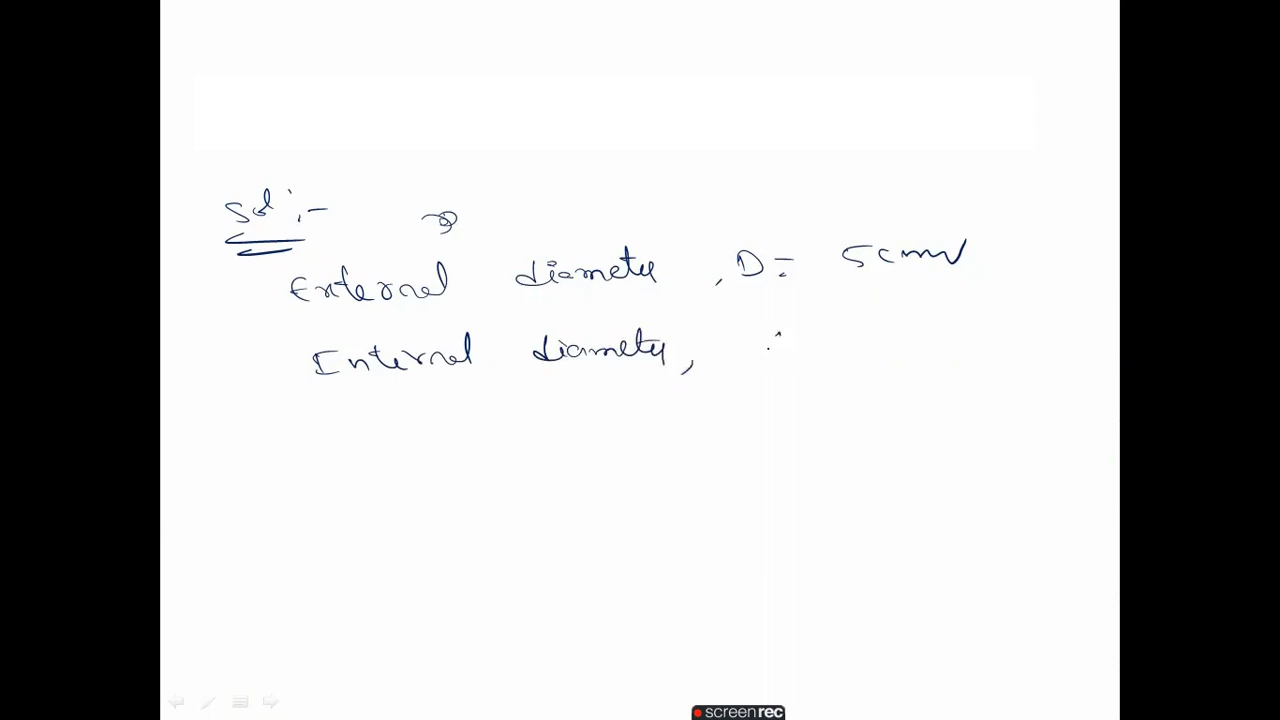 Sol :-
External diameter , D = 5cm
Internal diameter ,
screenrec